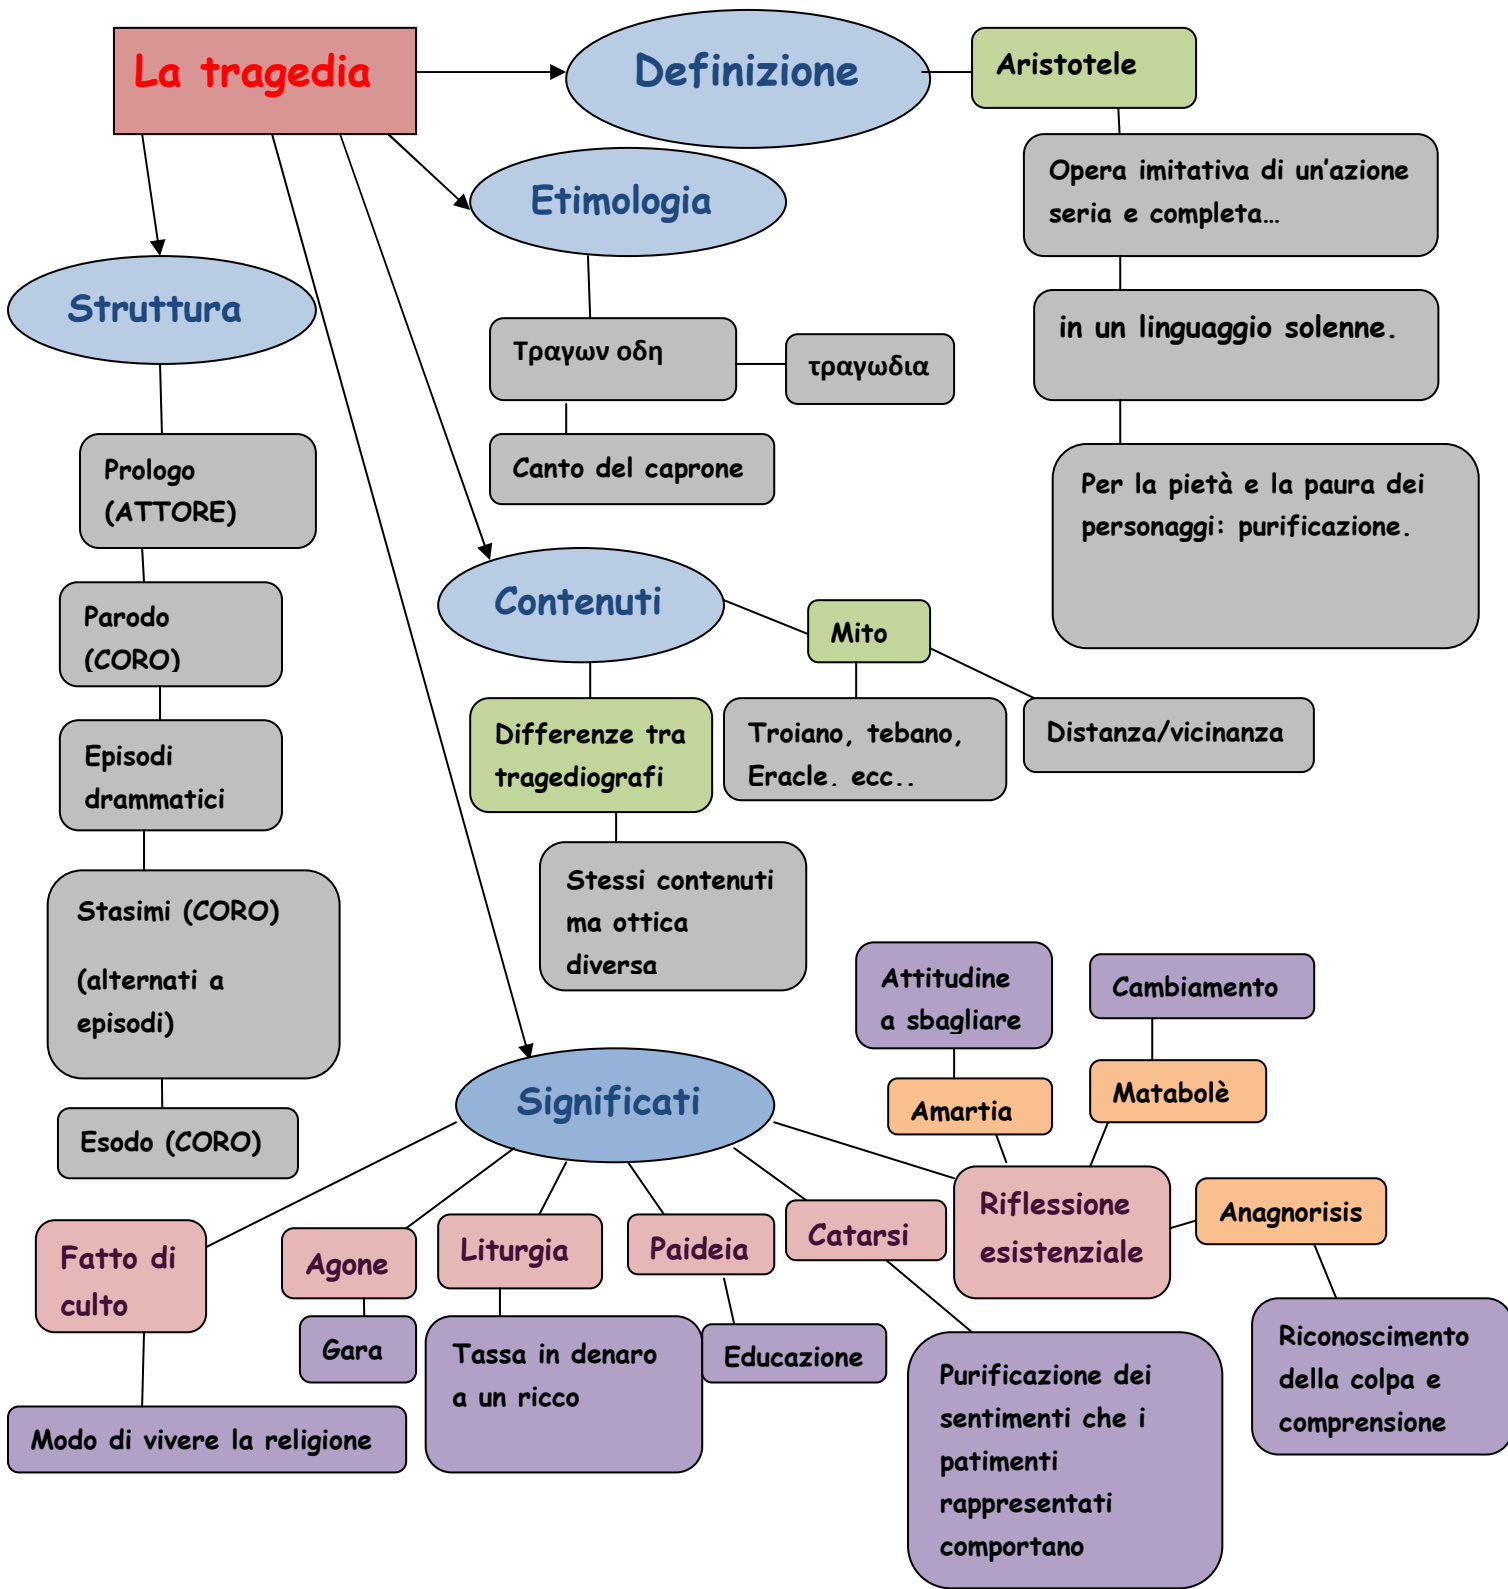 La tragedia
Definizione
Aristotele
Opera imitativa di un'azione
seria e completa…
in un linguaggio solenne.
Per la pietà e la paura dei
personaggi: purificazione.
Etimologia
Τραγων οδη
τραγωδια
Canto del caprone
Struttura
Prologo
(ATTORE)
Parodo
(CORO)
Episodi
drammatici
Stasimi (CORO)
(alternati a
episodi)
Esodo (CORO)
Contenuti
Mito
Troiano, tebano,
Eracle. ecc..
Distanza/vicinanza
Differenze tra
tragediografi
Stessi contenuti
ma ottica
diversa
Significati
Fatto di
culto
Modo di vivere la religione
Agone
Gara
Liturgia
Tassa in denaro
a un ricco
Paideia
Educazione
Catarsi
Purificazione dei
sentimenti che i
patimenti
rappresentati
comportano
Riflessione
esistenziale
Amartia
Attitudine
a sbagliare
Matabolè
Cambiamento
Anagnorisis
Riconoscimento
della colpa e
comprensione